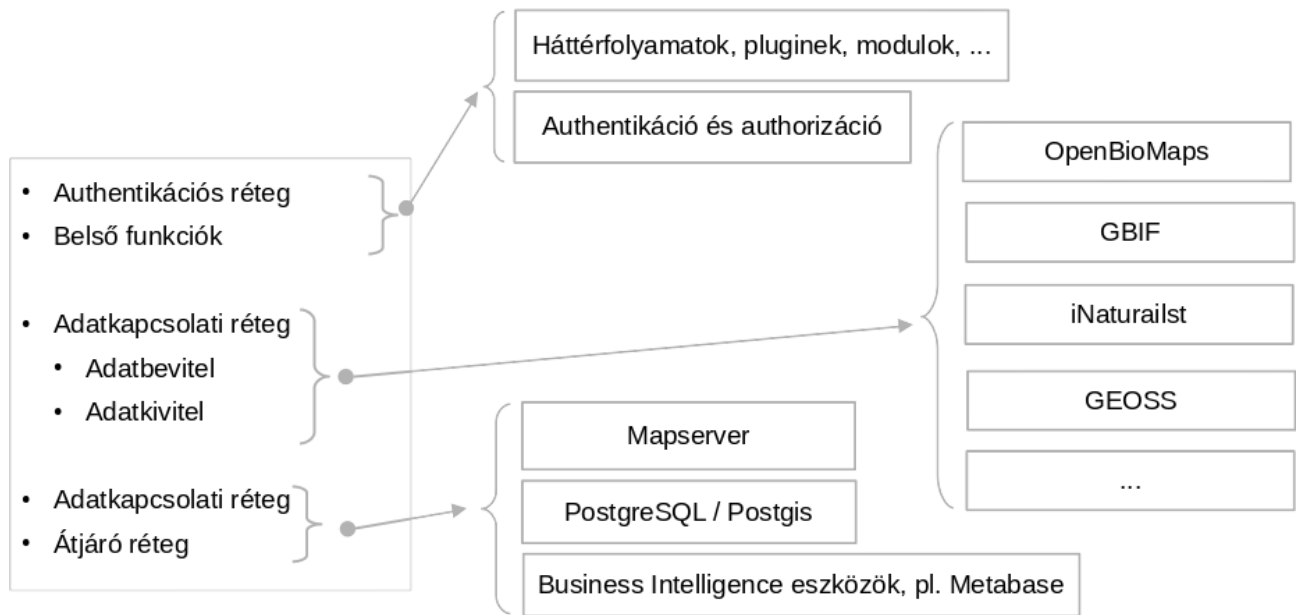 Háttérfolyamatok, pluginek, modulok, ...
Authentikáció és authorizáció
• Authentikációs réteg
• Belső funkciók
• Adatkapcsolati réteg
• Adatbevitel
• Adatkivitel
• Adatkapcsolati réteg
• Átjáró réteg
OpenBioMaps
GBIF
iNaturailst
GEOSS
...
Mapserver
PostgreSQL / Postgis
Business Intelligence eszközök, pl. Metabase